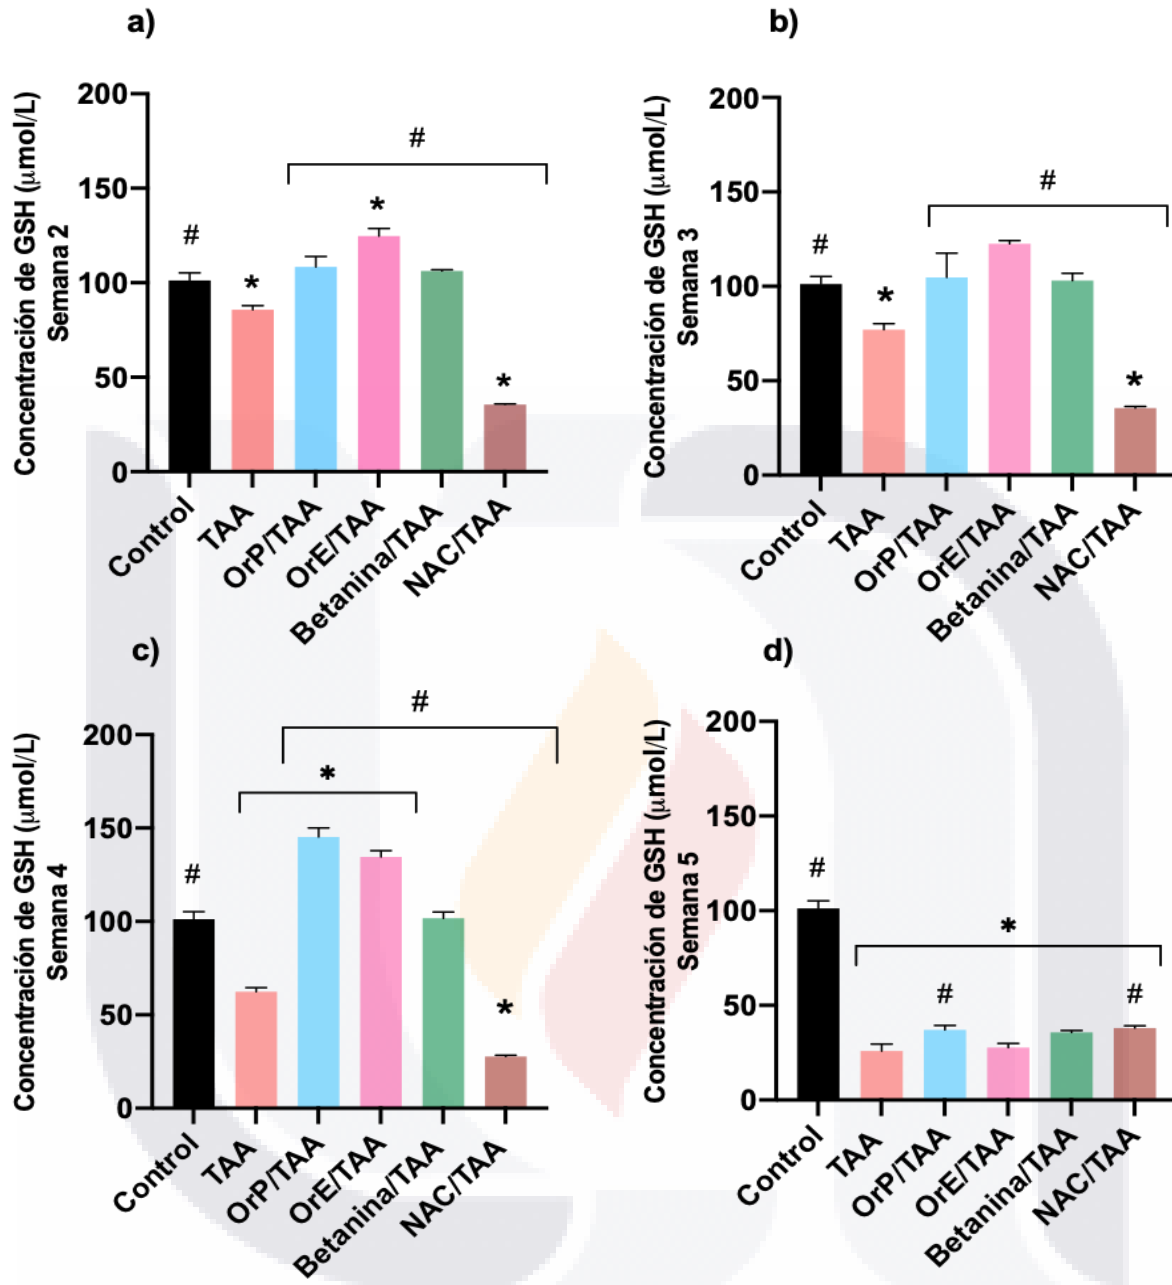 a)
Concentración de GSH (μmol/L)
Semana 2
200
150
100
50
0
#
*
*
#
*
Control
TAA
OrP/TAA
OrE/TAA
Betanina/TAA
NAC/TAA
b)
Concentración de GSH (μmol/L)
Semana 3
200
150
100
50
0
#
*
#
*
Control
TAA
OrP/TAA
OrE/TAA
Betanina/TAA
NAC/TAA
c)
Concentración de GSH (μmol/L)
Semana 4
200
150
100
50
0
#
*
#
*
Control
TAA
OrP/TAA
OrE/TAA
Betanina/TAA
NAC/TAA
d)
Concentración de GSH (μmol/L)
Semana 5
200
150
100
50
0
#
*
#
#
Control
TAA
OrP/TAA
OrE/TAA
Betanina/TAA
NAC/TAA